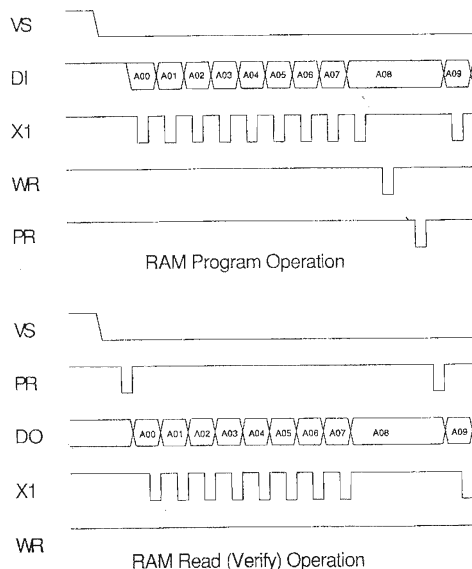 VS
DI A00 A01 A02 A03 A04 A05 A06 A07 A08 A09
X1
WR
PR
RAM Program Operation
VS
PR
DO A00 A01 A02 A03 A04 A05 A06 A07 A08 A09
X1
WR
RAM Read (Verify) Operation